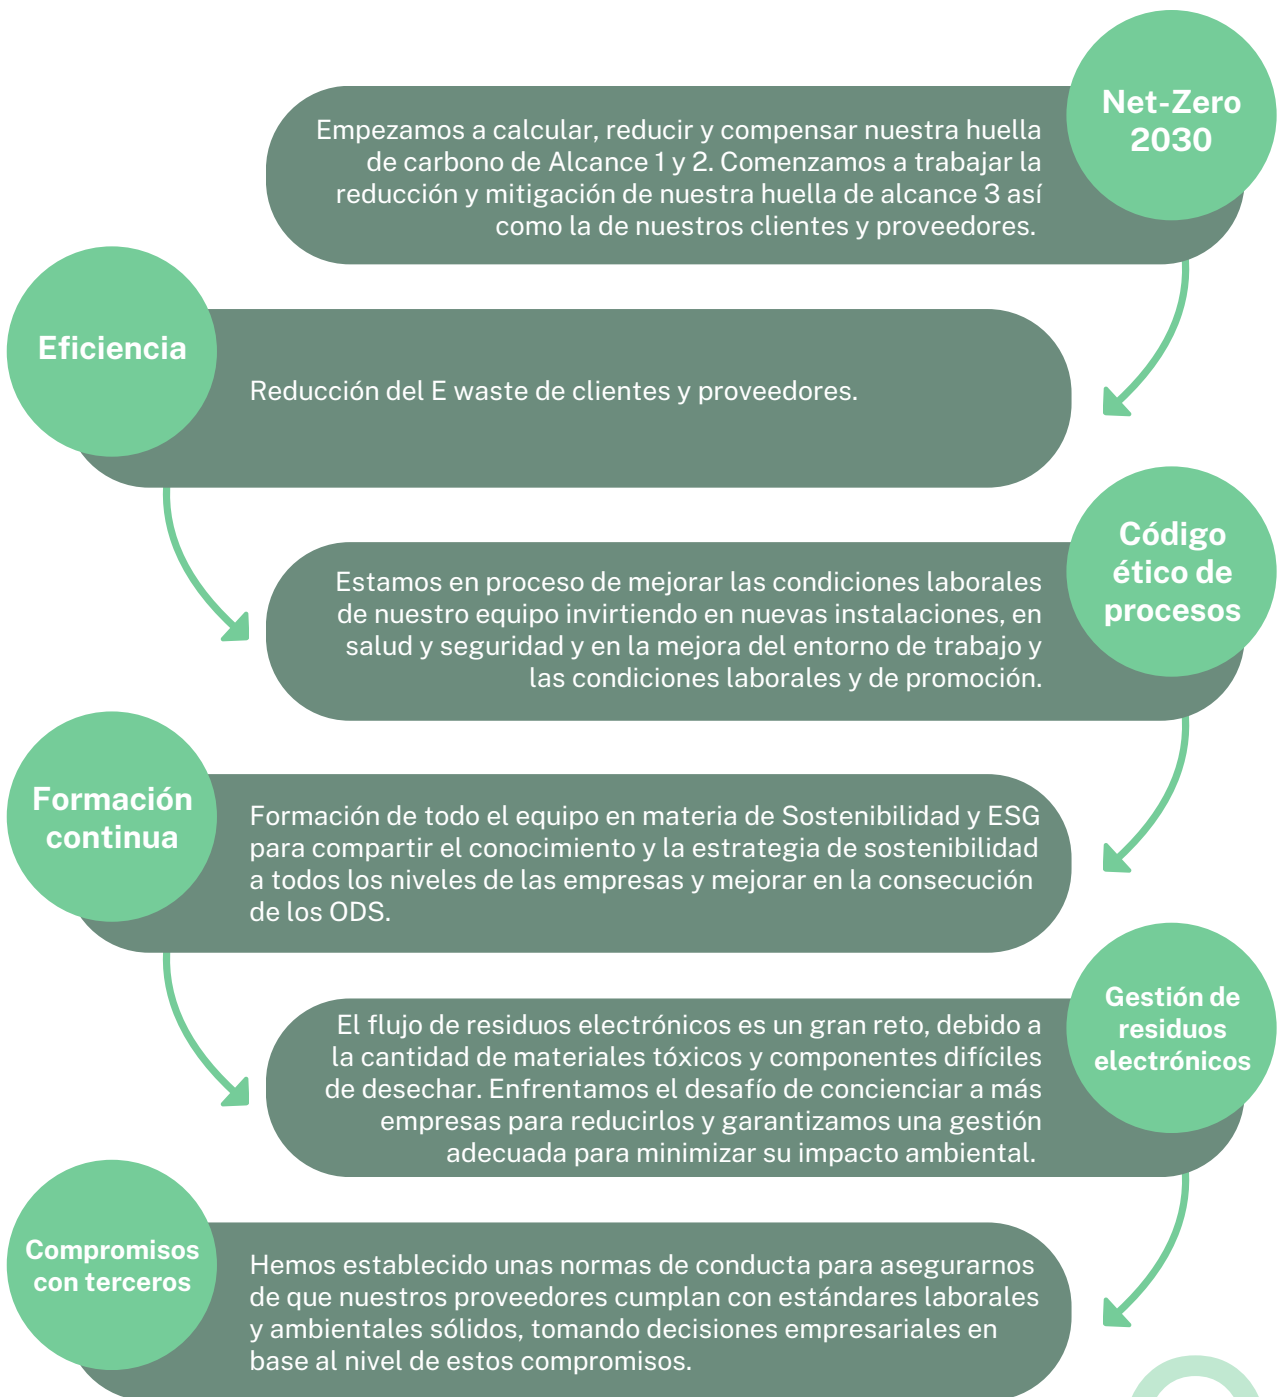 Net-Zero
2030
Empezamos a calcular, reducir y compensar nuestra huella
de carbono de Alcance 1 y 2. Comenzamos a trabajar la
reducción y mitigación de nuestra huella de alcance 3 así
como la de nuestros clientes y proveedores.
Eficiencia
Reducción del E waste de clientes y proveedores.
Código
ético de
procesos
Estamos en proceso de mejorar las condiciones laborales
de nuestro equipo invirtiendo en nuevas instalaciones, en
salud y seguridad y en la mejora del entorno de trabajo y
las condiciones laborales y de promoción.
Formación
continua
Formación de todo el equipo en materia de Sostenibilidad y ESG
para compartir el conocimiento y la estrategia de sostenibilidad
a todos los niveles de las empresas y mejorar en la consecución
de los ODS.
Gestión de
residuos
electrónicos
El flujo de residuos electrónicos es un gran reto, debido a
la cantidad de materiales tóxicos y componentes difíciles
de desechar. Enfrentamos el desafío de concienciar a más
empresas para reducirlos y garantizamos una gestión
adecuada para minimizar su impacto ambiental.
Compromisos
con terceros
Hemos establecido unas normas de conducta para asegurarnos
de que nuestros proveedores cumplan con estándares laborales
y ambientales sólidos, tomando decisiones empresariales en
base al nivel de estos compromisos.